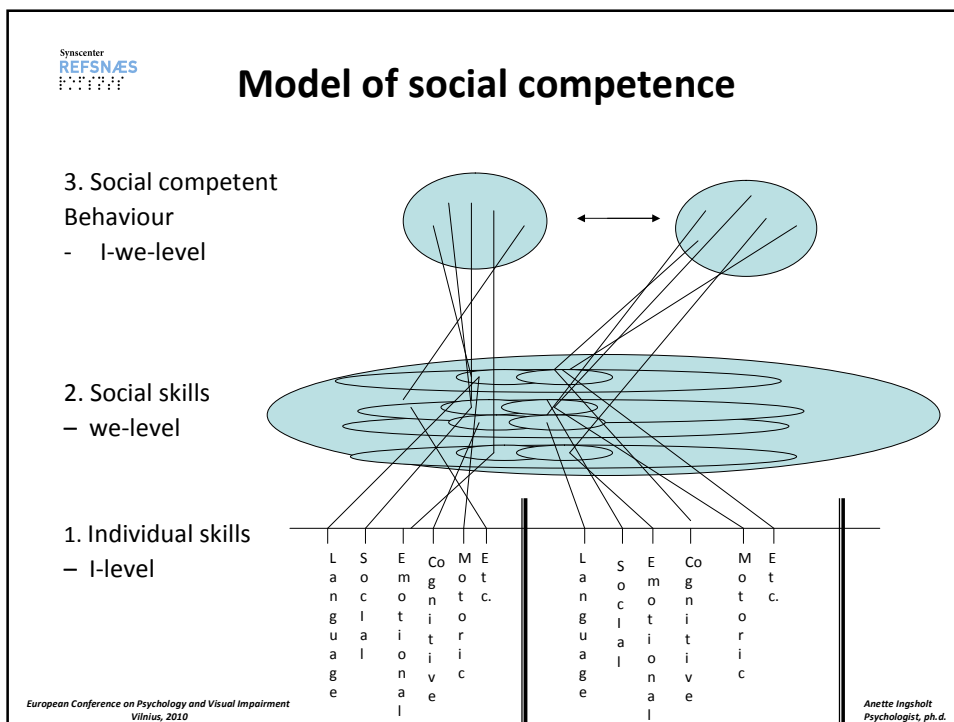 Synscenter
REFSNÆS
⠗⠑⠋⠎⠝⠜⠎
Model of social competence
3. Social competent
Behaviour
- I-we-level
2. Social skills
– we-level
1. Individual skills
– I-level
Language
Social
Emotional
Cognitive
Motoric
Etc.
Language
Social
Emotional
Cognitive
Motoric
Etc.
European Conference on Psychology and Visual Impairment
Vilnius, 2010
Anette Ingsholt
Psychologist, ph.d.